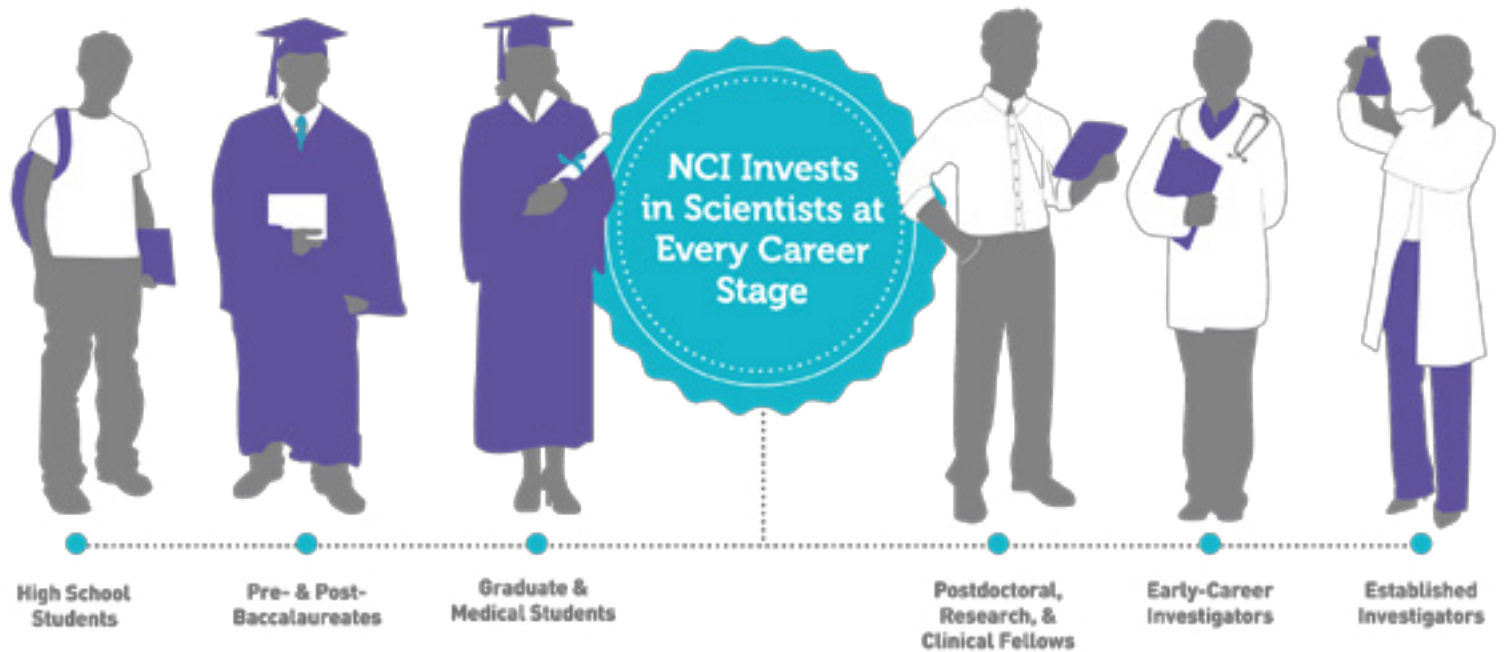 NCI Invests
in Scientists at
Every Career
Stage
High School
Students
Pre- & Post-
Baccalaureates
Graduate &
Medical Students
Postdoctoral,
Research, &
Clinical Fellows
Early-Career
Investigators
Established
Investigators